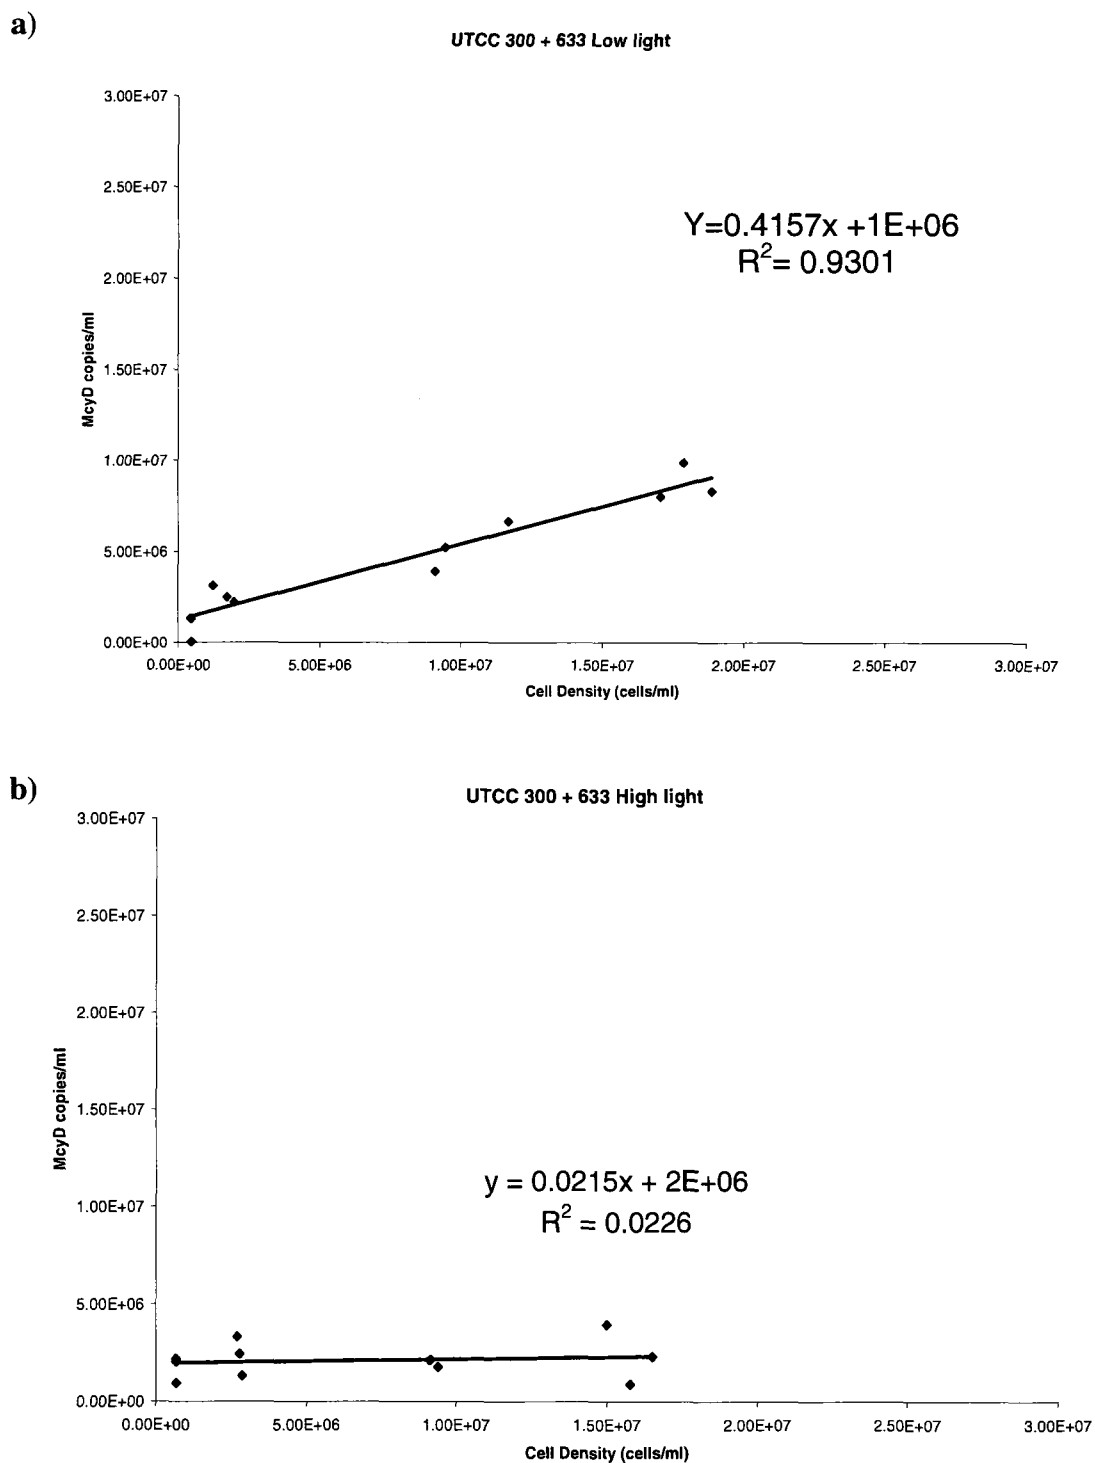 a)
UTCC 300 + 633 Low light
3.00E+07
2.50E+07
2.00E+07
1.50E+07
1.00E+07
5.00E+06
0.00E+00
McyD copies/ml
Y=0.4157x +1E+06
R²= 0.9301
0.00E+00 5.00E+06 1.00E+07 1.50E+07 2.00E+07 2.50E+07 3.00E+07
Cell Density (cells/ml)
b)
UTCC 300 + 633 High light
3.00E+07
2.50E+07
2.00E+07
1.50E+07
1.00E+07
5.00E+06
0.00E+00
McyD copies/ml
y = 0.0215x + 2E+06
R² = 0.0226
0.00E+00 5.00E+06 1.00E+07 1.50E+07 2.00E+07 2.50E+07 3.00E+07
Cell Density (cells/ml)